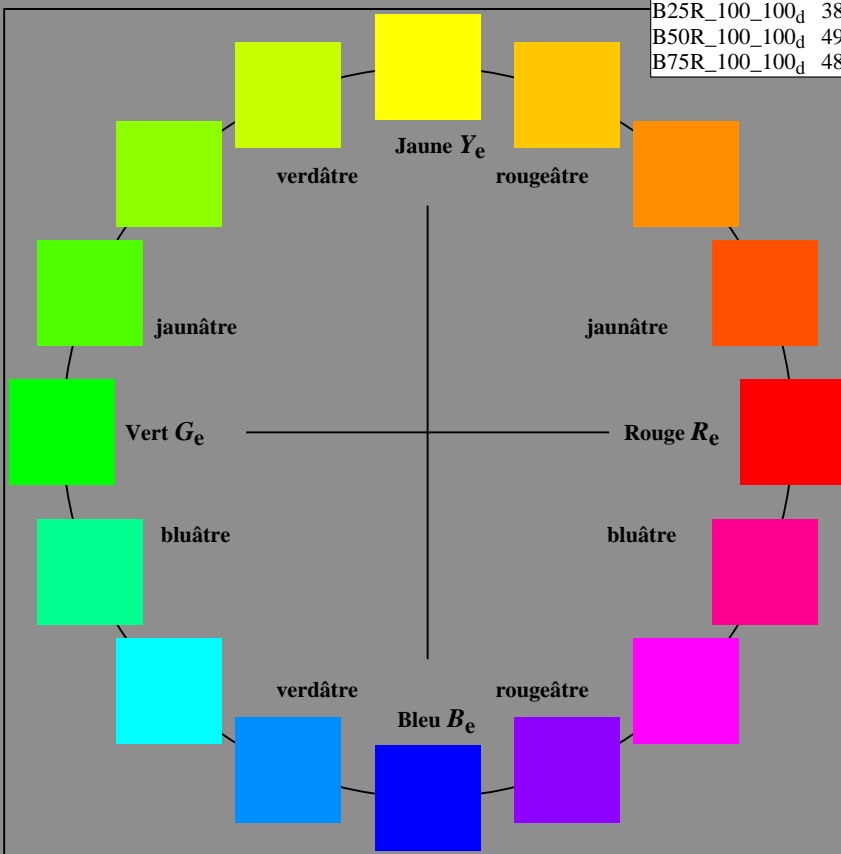 B25R_100_100d 38
B50R_100_100d 49
B75R_100_100d 48
Jaune Ye
verdâtre rougeâtre
jaunâtre jaunâtre
Vert Ge Rouge Re
bluâtre bluâtre
verdâtre rougeâtre
Bleu Be